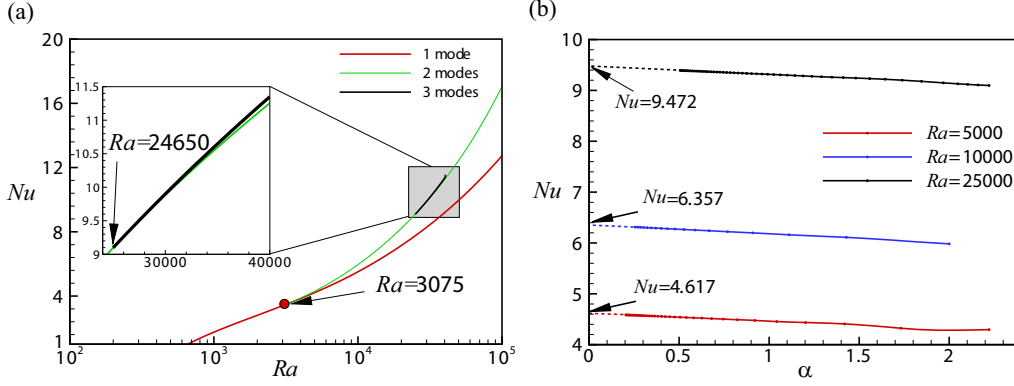 (a)
20
16
12
8
4
1
Nu
10²
10³
10⁴
10⁵
Ra
1 mode
2 modes
3 modes
11.5
11
10.5
10
9.5
9
30000
40000
Ra=24650
Ra=3075
(b)
10
9
8
7
6
5
4
Nu
0
0.5
1
1.5
2
α
Nu=9.472
Nu=6.357
Nu=4.617
Ra=5000
Ra=10000
Ra=25000